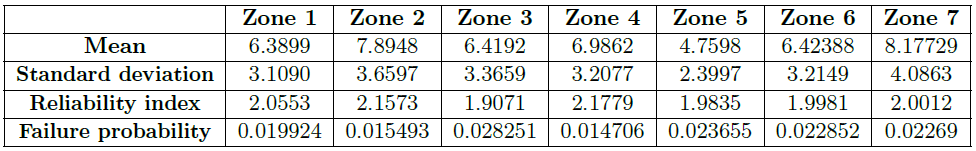 Zone 1 Zone 2 Zone 3 Zone 4 Zone 5 Zone 6 Zone 7
Mean 6.3899 7.8948 6.4192 6.9862 4.7598 6.42388 8.17729
Standard deviation 3.1090 3.6597 3.3659 3.2077 2.3997 3.2149 4.0863
Reliability index 2.0553 2.1573 1.9071 2.1779 1.9835 1.9981 2.0012
Failure probability 0.019924 0.015493 0.028251 0.014706 0.023655 0.022852 0.02269